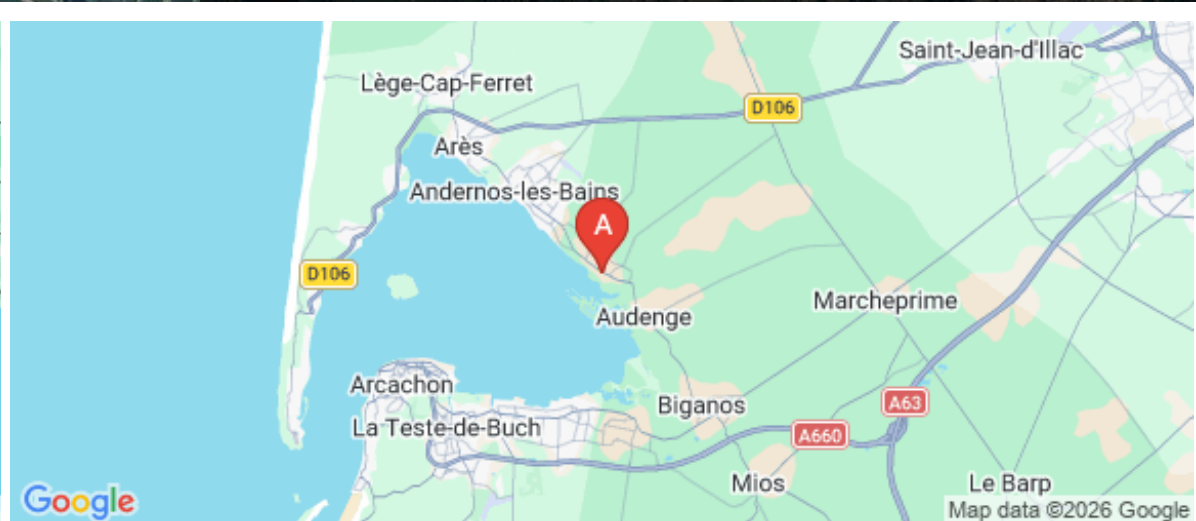 Saint-Jean-d'Illac
Lège-Cap-Ferret
D106
Arès
Andernos-les-Bains
A
D106
Marcheprime
Audenge
Arcachon
Biganos
A63
La Teste-de-Buch
A660
Mios
Le Barp
Google
Map data ©2026 Google